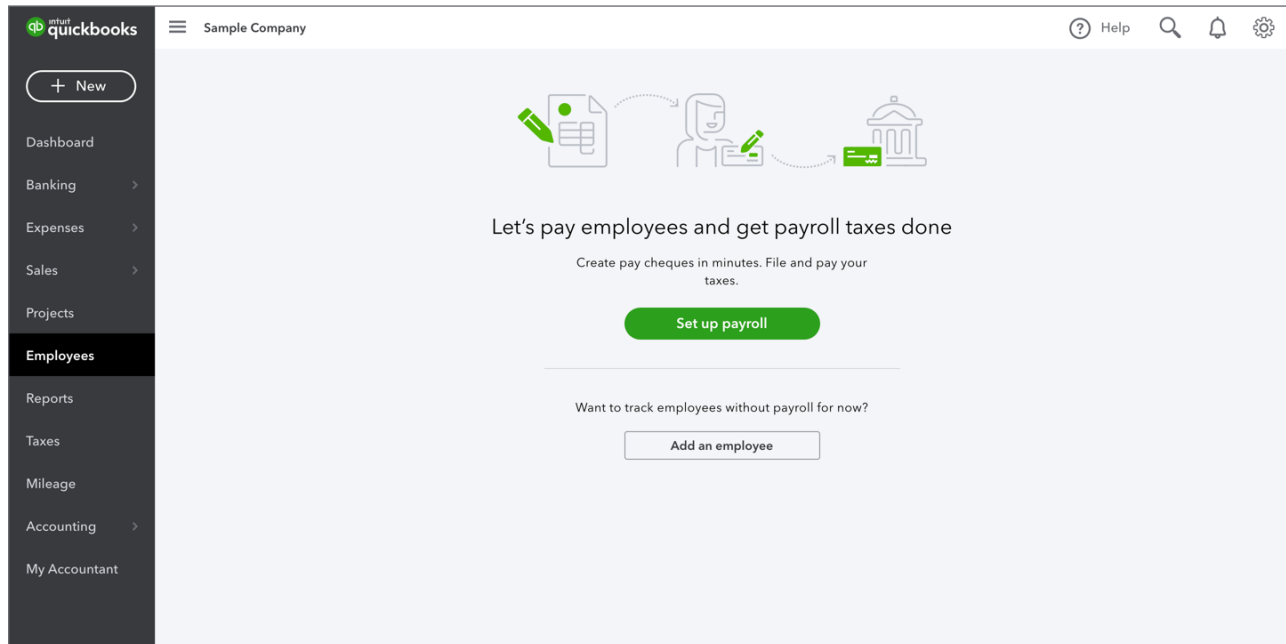 intuit
quickbooks
Sample Company
Help
+ New
Dashboard
Banking
Expenses
Sales
Projects
Employees
Reports
Taxes
Mileage
Accounting
My Accountant
Let's pay employees and get payroll taxes done
Create pay cheques in minutes. File and pay your
taxes.
Set up payroll
Want to track employees without payroll for now?
Add an employee